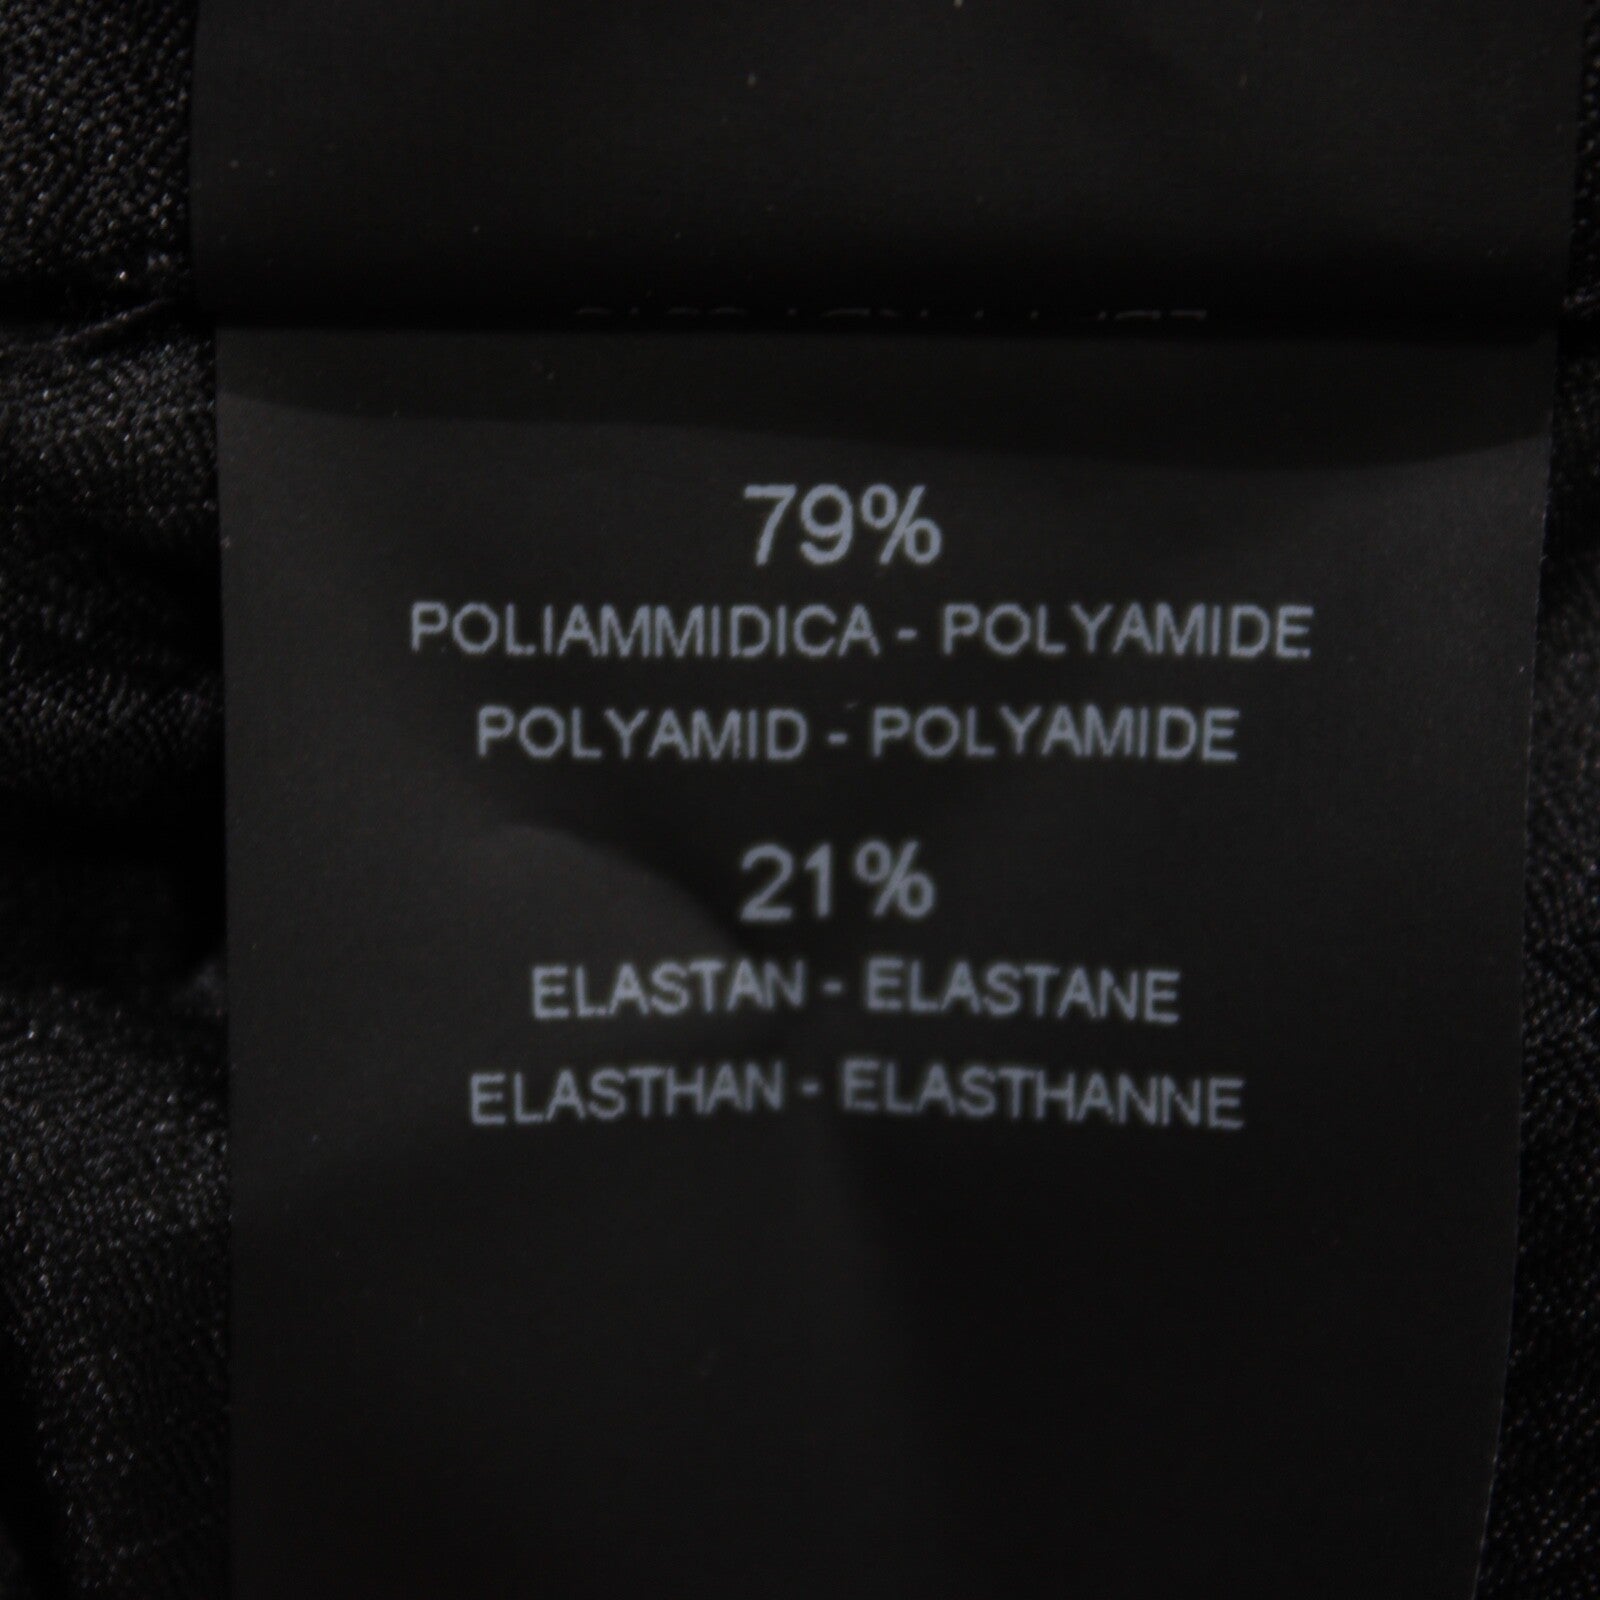 79%
POLIAMMIDICA - POLYAMIDE
POLYAMID - POLYAMIDE
21%
ELASTAN - ELASTANE
ELASTHAN - ELASTHANNE